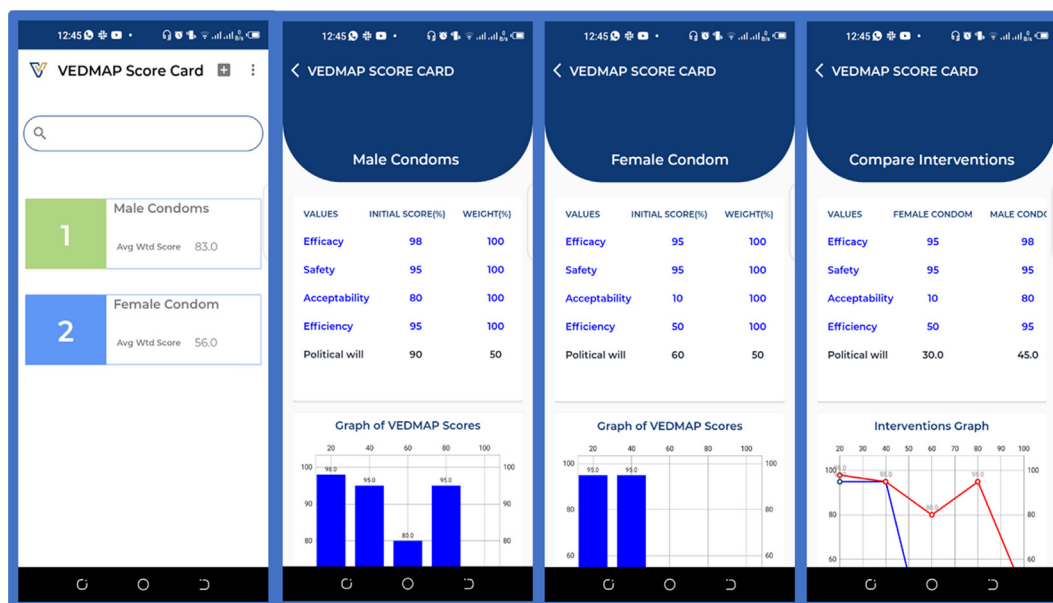 12:45
VEDMAP Score Card
Male Condoms
1
Avg Wtd Score 83.0
Female Condom
2
Avg Wtd Score 56.0
12:45
VEDMAP SCORE CARD
Male Condoms
VALUES INITIAL SCORE(%) WEIGHT(%)
Efficacy 98 100
Safety 95 100
Acceptability 80 100
Efficiency 95 100
Political will 90 50
Graph of VEDMAP Scores
20 40 60 80 100
100 98.0 100
95.0 95.0
90 90
80.0
80 80
12:45
VEDMAP SCORE CARD
Female Condom
VALUES INITIAL SCORE(%) WEIGHT(%)
Efficacy 95 100
Safety 95 100
Acceptability 10 100
Efficiency 50 100
Political will 60 50
Graph of VEDMAP Scores
20 40 60 80 100
100 95.0 95.0 100
80 80
60 60
12:45
VEDMAP SCORE CARD
Compare Interventions
VALUES FEMALE CONDOM MALE CONDO
Efficacy 95 98
Safety 95 95
Acceptability 10 80
Efficiency 50 95
Political will 30.0 45.0
Interventions Graph
20 30 40 50 60 70 80 90 100
100 95.0 95.0 100
80 80
60 60